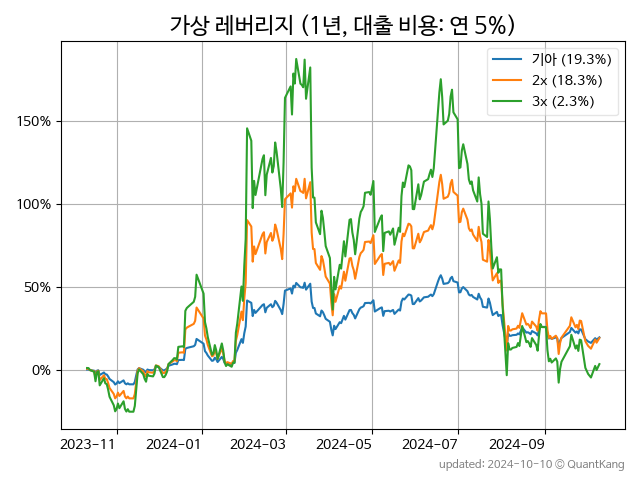 가상 레버리지 (1년, 대출 비용: 연 5%)
기아 (19.3%)
2x (18.3%)
3x (2.3%)
150%
100%
50%
0%
2023-11
2024-01
2024-03
2024-05
2024-07
2024-09
updated: 2024-10-10 © QuantKang